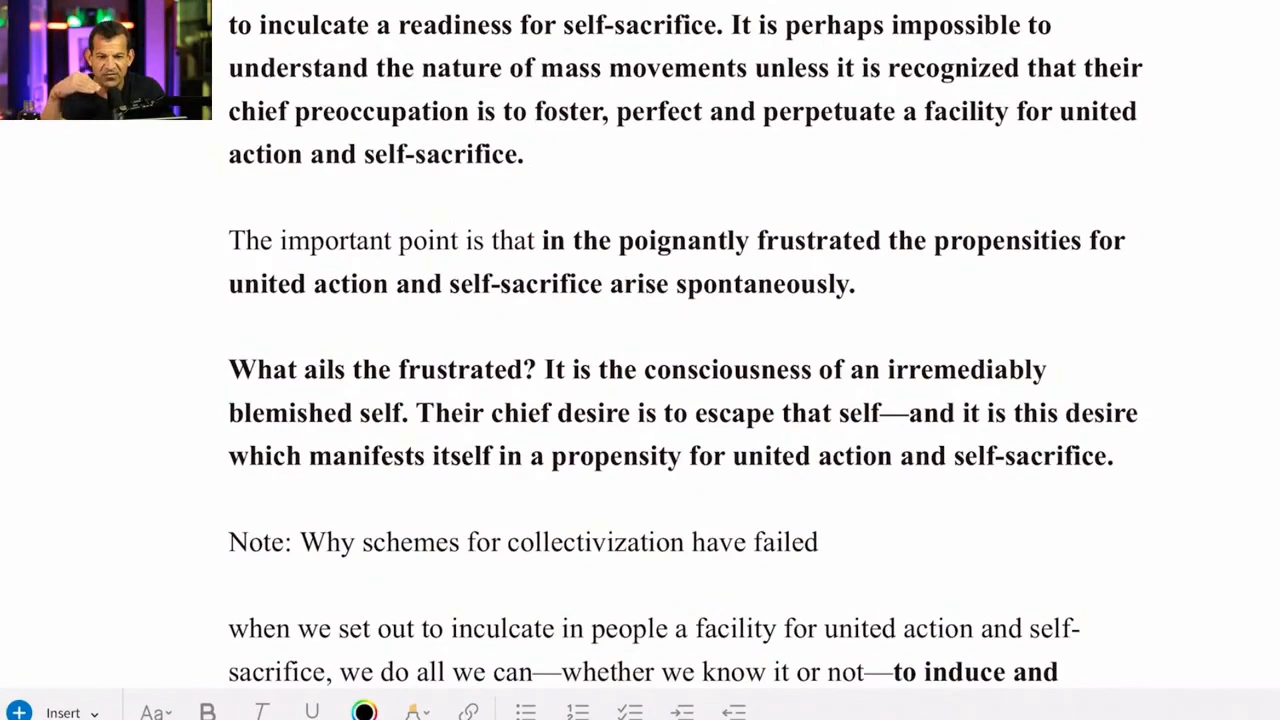 to inculcate a readiness for self-sacrifice. It is perhaps impossible to
understand the nature of mass movements unless it is recognized that their
chief preoccupation is to foster, perfect and perpetuate a facility for united
action and self-sacrifice.
The important point is that in the poignantly frustrated the propensities for
united action and self-sacrifice arise spontaneously.
What ails the frustrated? It is the consciousness of an irremediably
blemished self. Their chief desire is to escape that self—and it is this desire
which manifests itself in a propensity for united action and self-sacrifice.
Note: Why schemes for collectivization have failed
when we set out to inculcate in people a facility for united action and self-
sacrifice, we do all we can—whether we know it or not—to induce and
Insert Aa B I U